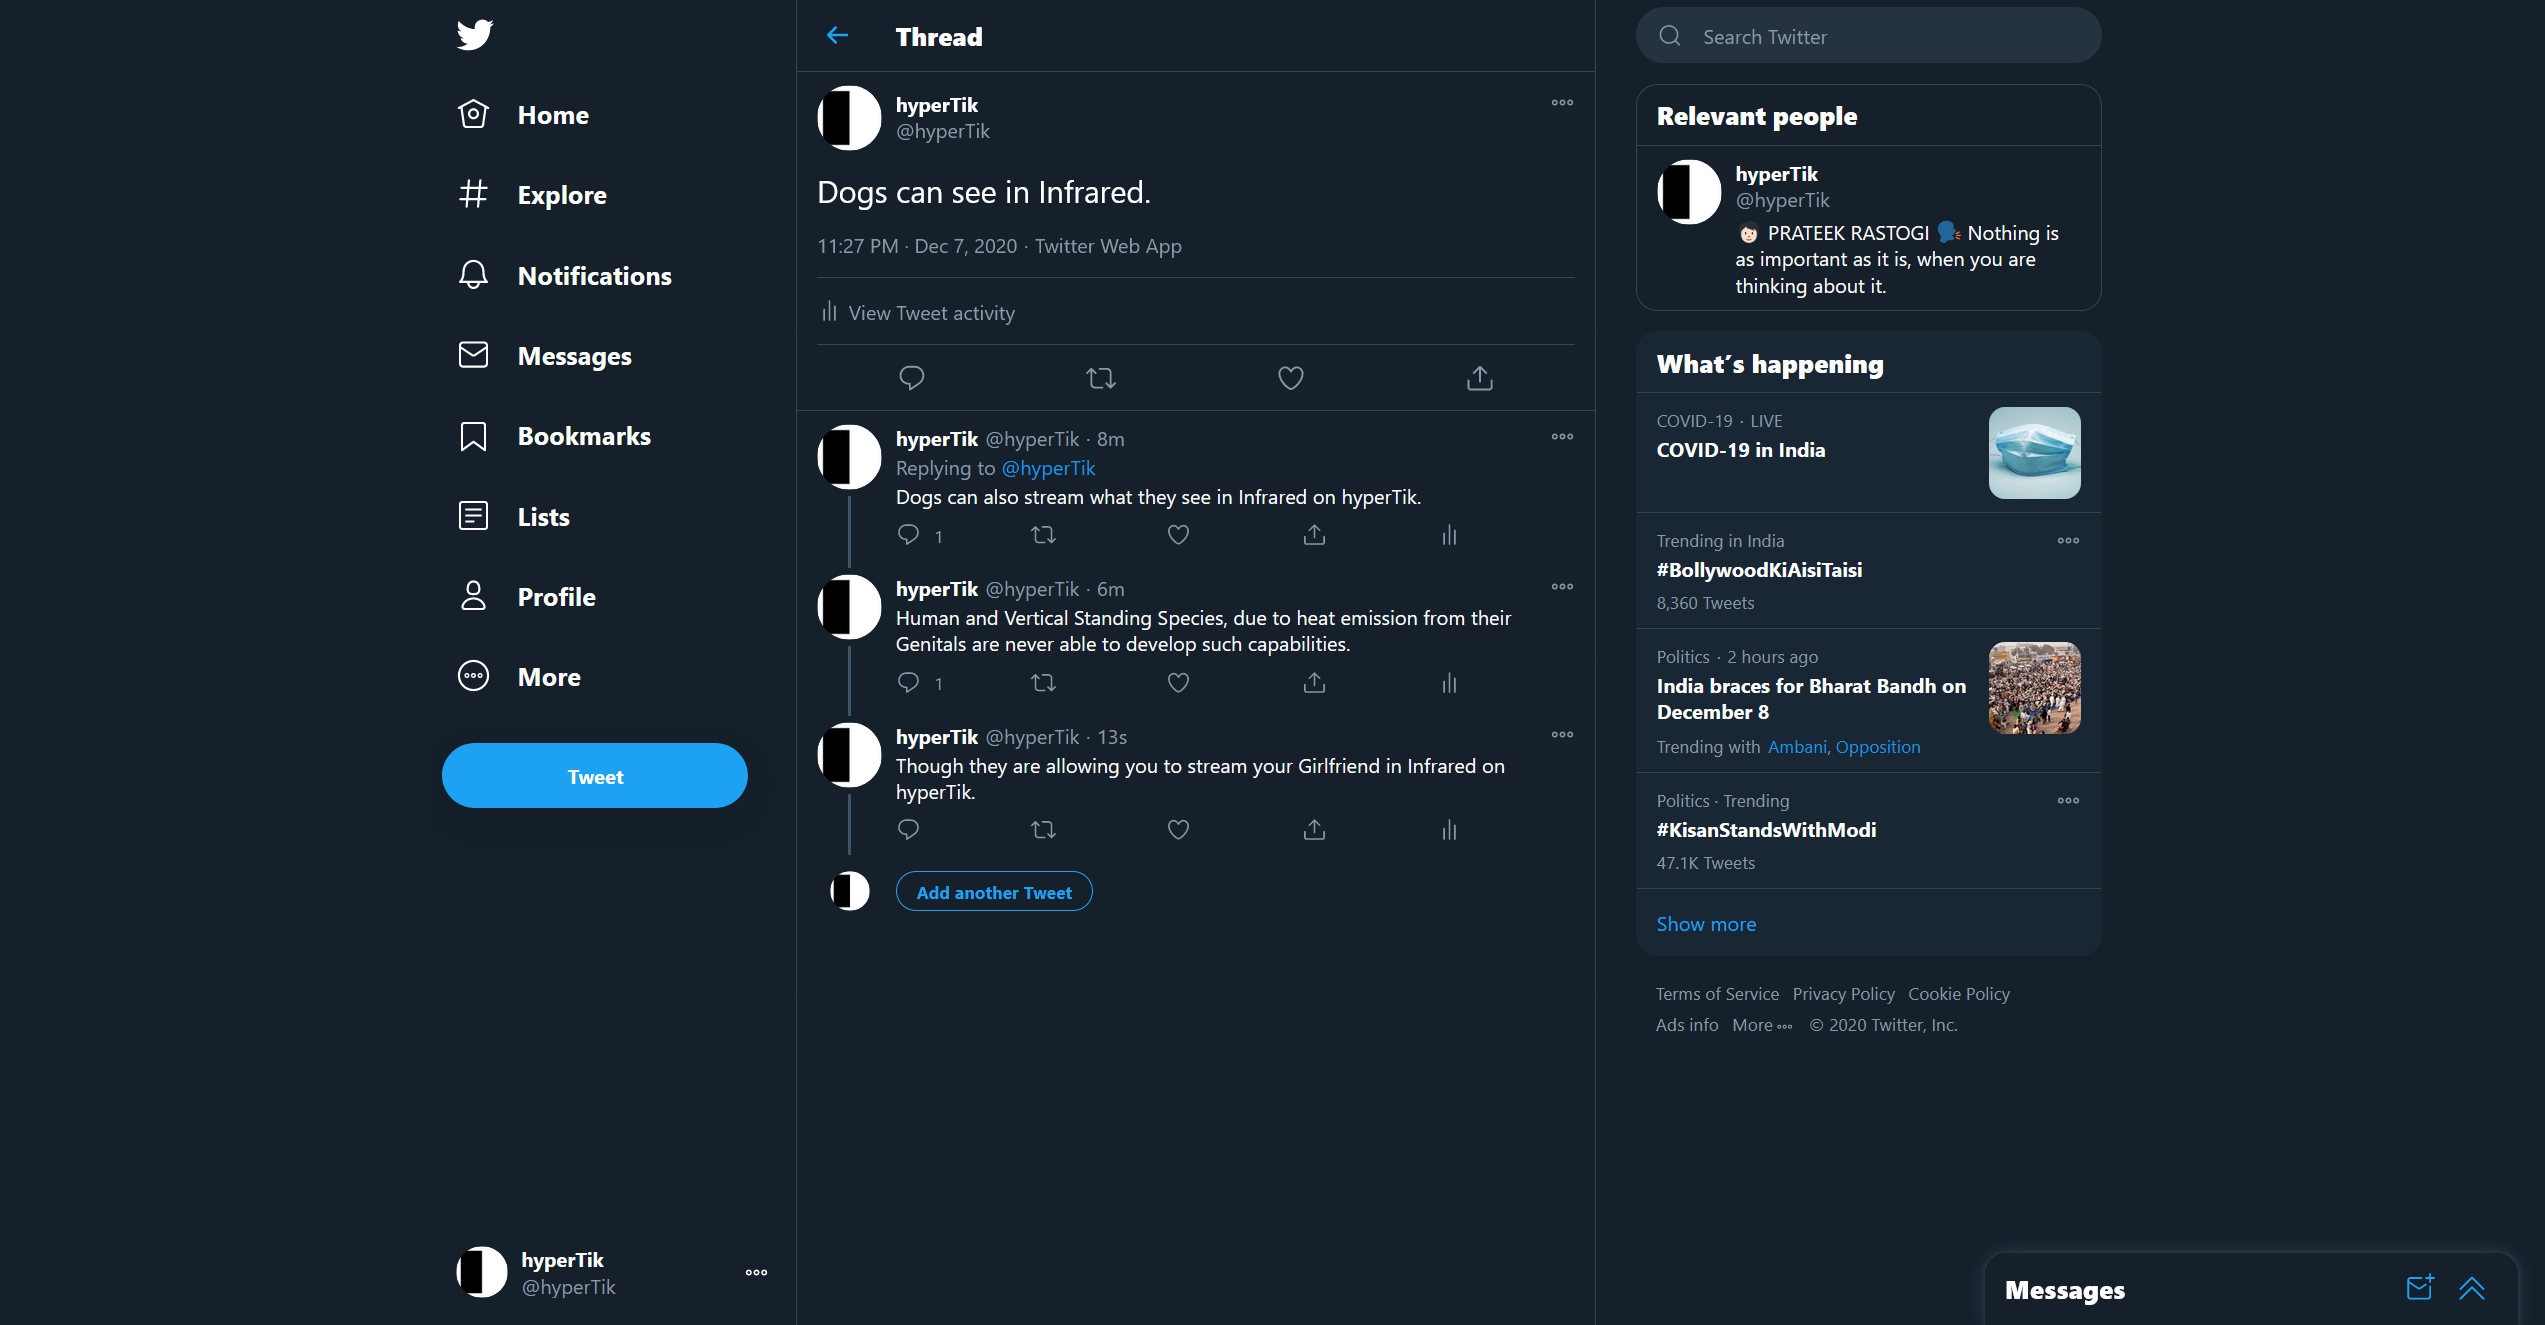 Home
Explore
Notifications
Messages
Bookmarks
Lists
Profile
More
Tweet
hyperTik
@hyperTik
Thread
hyperTik
@hyperTik
Dogs can see in Infrared.
11:27 PM · Dec 7, 2020 · Twitter Web App
View Tweet activity
hyperTik @hyperTik · 8m
Replying to @hyperTik
Dogs can also stream what they see in Infrared on hyperTik.
1
hyperTik @hyperTik · 6m
Human and Vertical Standing Species, due to heat emission from their
Genitals are never able to develop such capabilities.
1
hyperTik @hyperTik · 13s
Though they are allowing you to stream your Girlfriend in Infrared on
hyperTik.
Add another Tweet
Search Twitter
Relevant people
hyperTik
@hyperTik
PRATEEK RASTOGI Nothing is
as important as it is, when you are
thinking about it.
What's happening
COVID-19 · LIVE
COVID-19 in India
Trending in India
#BollywoodKiAisiTaisi
8,360 Tweets
Politics · 2 hours ago
India braces for Bharat Bandh on
December 8
Trending with Ambani, Opposition
Politics · Trending
#KisanStandsWithModi
47.1K Tweets
Show more
Terms of Service Privacy Policy Cookie Policy
Ads info More © 2020 Twitter, Inc.
Messages